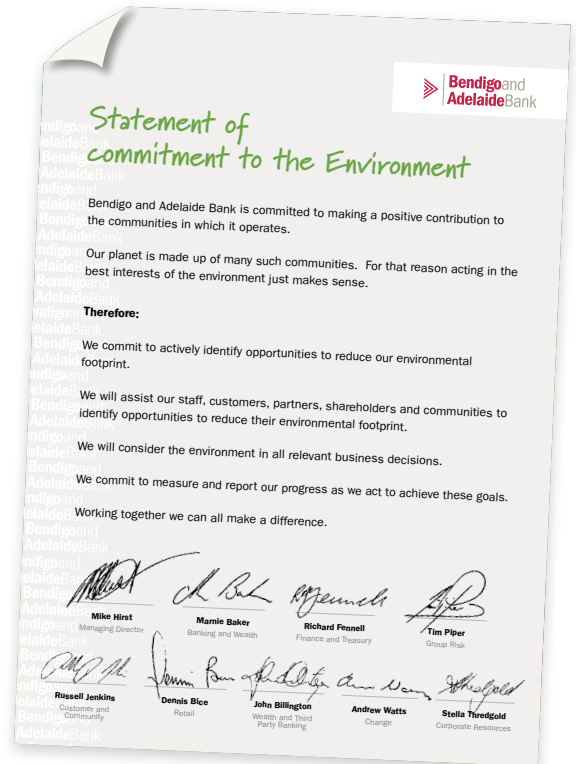 Bendigoand
AdelaideBank
Statement of
commitment to the Environment
Bendigo and Adelaide Bank is committed to making a positive contribution to
the communities in which it operates.
Our planet is made up of many such communities.  For that reason acting in the
best interests of the environment just makes sense.
Therefore:
We commit to actively identify opportunities to reduce our environmental
footprint.
We will assist our staff, customers, partners, shareholders and communities to
identify opportunities to reduce their environmental footprint.
We will consider the environment in all relevant business decisions.
We commit to measure and report our progress as we act to achieve these goals.
Working together we can all make a difference.
Mike Hirst
Managing Director
Marnie Baker
Banking and Wealth
Richard Fennell
Finance and Treasury
Tim Piper
Group Risk
Russell Jenkins
Customer and
Community
Dennis Bice
Retail
John Billington
Wealth and Third
Party Banking
Andrew Watts
Change
Stella Thredgold
Corporate Resources